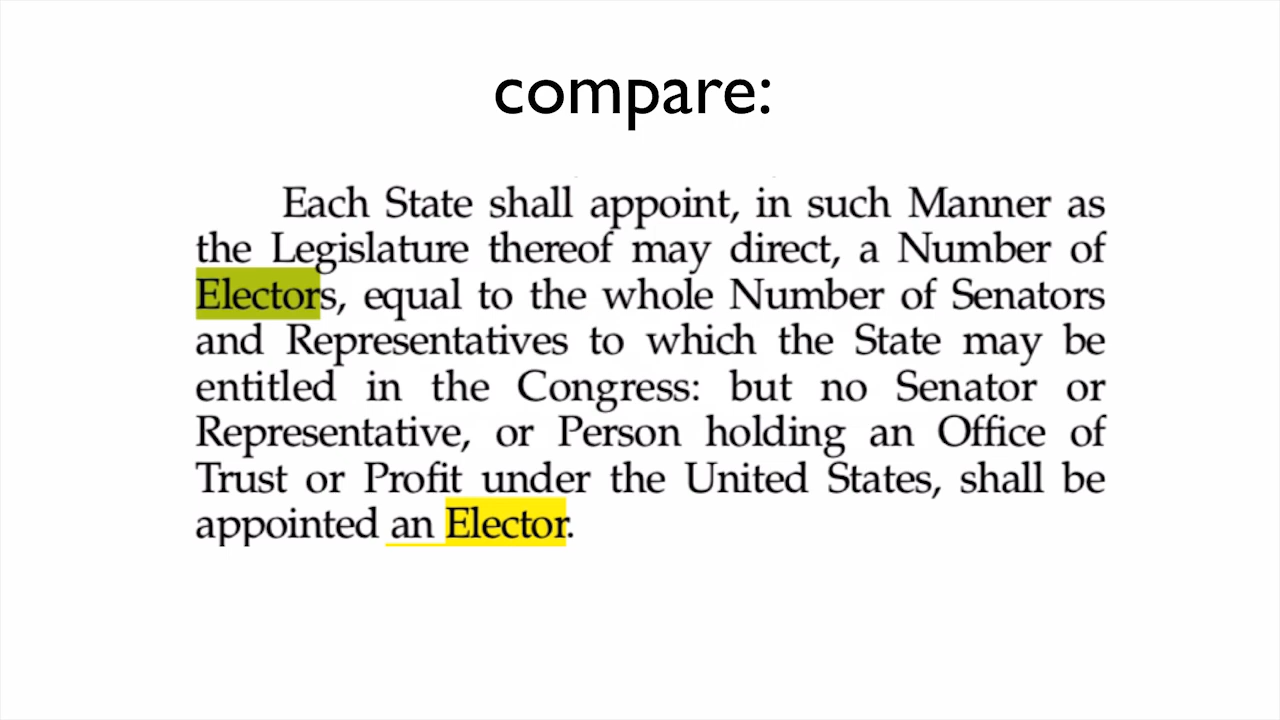 compare:
Each State shall appoint, in such Manner as
the Legislature thereof may direct, a Number of
Electors, equal to the whole Number of Senators
and Representatives to which the State may be
entitled in the Congress: but no Senator or
Representative, or Person holding an Office of
Trust or Profit under the United States, shall be
appointed an Elector.